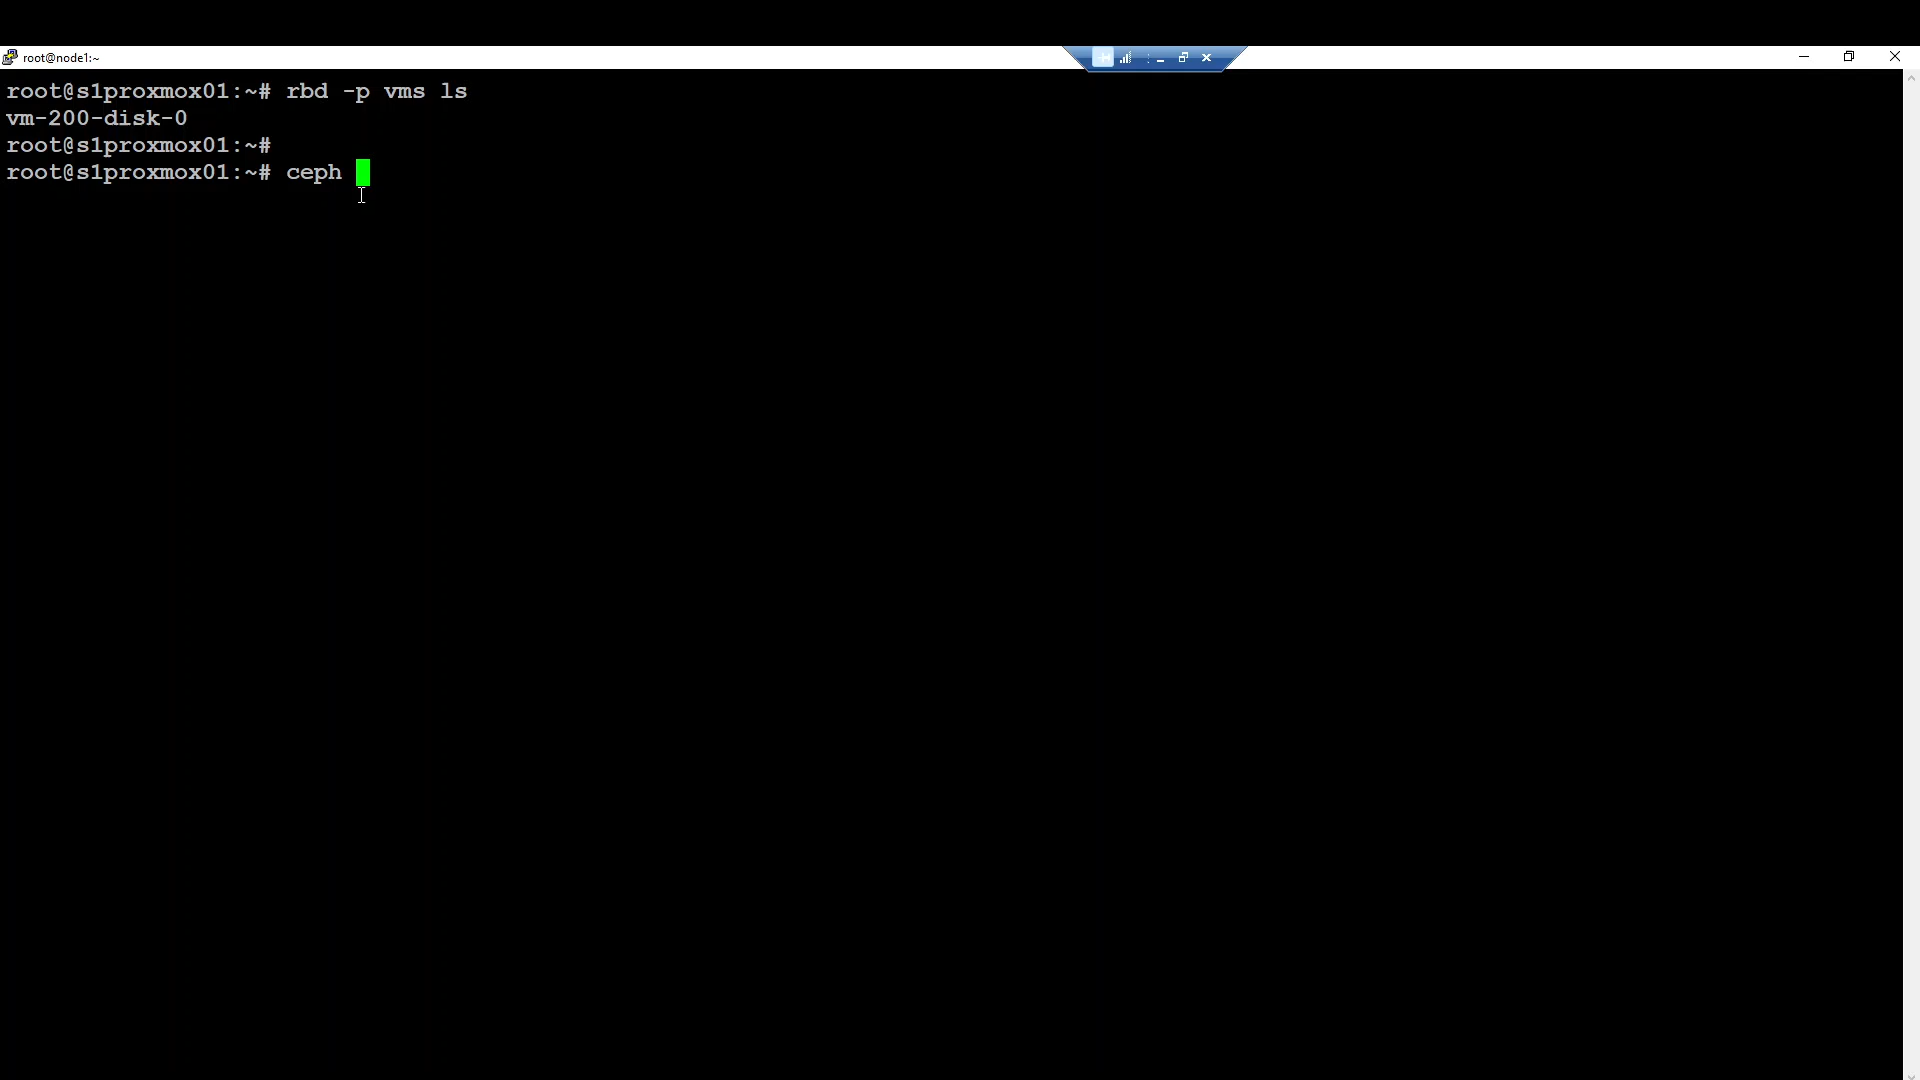 root@node1:~
root@s1proxmox01:~# rbd -p vms ls
vm-200-disk-0
root@s1proxmox01:~#
root@s1proxmox01:~# ceph